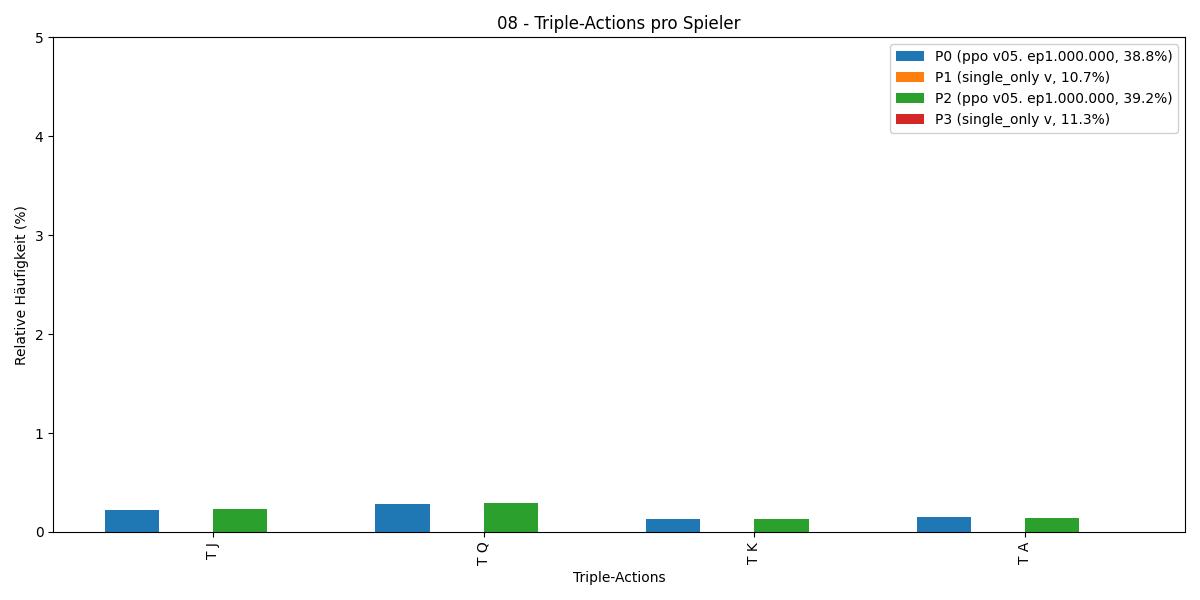 08 - Triple-Actions pro Spieler
P0 (ppo v05. ep1.000.000, 38.8%)
P1 (single_only v, 10.7%)
P2 (ppo v05. ep1.000.000, 39.2%)
P3 (single_only v, 11.3%)
Relative Häufigkeit (%)
5
4
3
2
1
0
T J
T Q
T K
T A
Triple-Actions